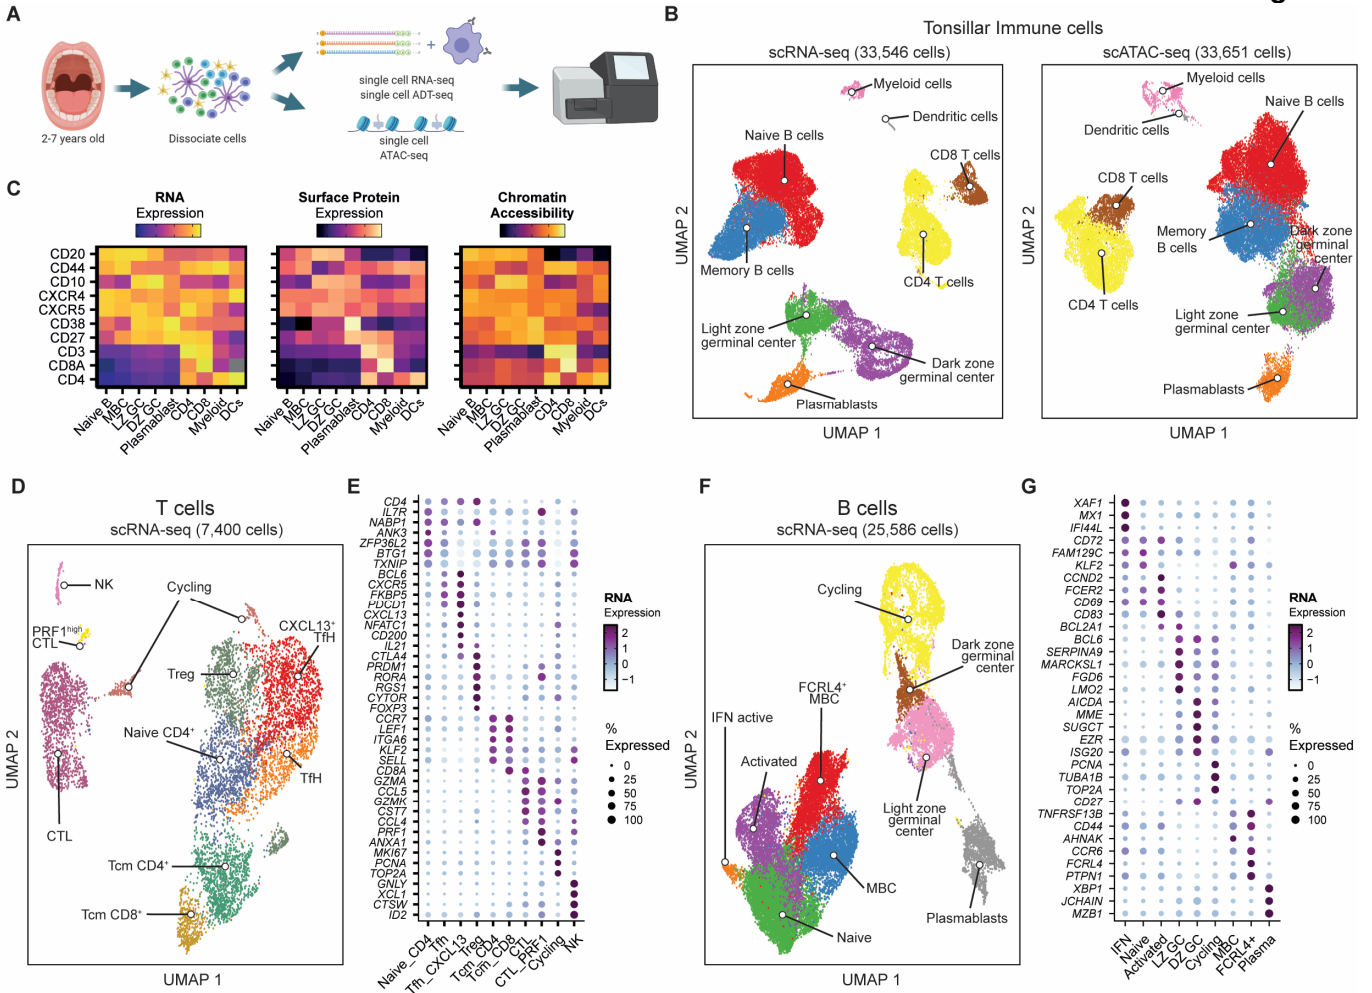 A
2-7 years old
Dissociate cells
single cell RNA-seq
single cell ADT-seq
single cell
ATAC-seq
B
Tonsillar Immune cells
scRNA-seq (33,546 cells)
scATAC-seq (33,651 cells)
Myeloid cells
Dendritic cells
Naive B cells
CD8 T cells
Memory B cells
CD4 T cells
Light zone
germinal center
Dark zone
germinal center
Plasmablasts
UMAP 1
UMAP 2
Myeloid cells
Naive B cells
Dendritic cells
CD8 T cells
Memory
B cells
Dark zone
germinal
center
CD4 T cells
Light zone
germinal center
Plasmablasts
UMAP 1
UMAP 2
C
RNA
Expression
Surface Protein
Expression
Chromatin
Accessibility
CD20
CD44
CD10
CXCR4
CXCR5
CD38
CD27
CD3
CD8A
CD4
Naive B
MBC
LZ GC
DZ GC
Plasmablast
CD4
CD8
Myeloid
DCs
Naive B
MBC
LZ GC
DZ GC
Plasmablast
CD4
CD8
Myeloid
DCs
Naive B
MBC
LZ GC
DZ GC
Plasmablast
CD4
CD8
Myeloid
DCs
D
T cells
scRNA-seq (7,400 cells)
NK
Cycling
PRF1high
CTL
CXCL13+
TfH
Treg
Naive CD4+
TfH
CTL
Tcm CD4+
Tcm CD8+
UMAP 1
UMAP 2
E
CD4
IL7R
NABP1
ANK3
ZFP36L2
BTG1
TXNIP
BCL6
CXCR5
FKBP5
PDCD1
CXCL13
NFATC1
CD200
IL21
CTLA4
PRDM1
RORA
RGS1
CYTOR
FOXP3
CCR7
LEF1
ITGA6
KLF2
SELL
CD8A
GZMA
CCL5
GZMK
CST7
CCL4
PRF1
ANXA1
MKI67
PCNA
TOP2A
GNLY
XCL1
CTSW
ID2
Naive_CD4
Tfh
Tfh_CXCL13
Treg
Tcm_CD4
Tcm_CD8
CTL
CTL_PRF1
Cycling
NK
RNA
Expression
2
1
0
−1
%
Expressed
0
25
50
75
100
F
B cells
scRNA-seq (25,586 cells)
Cycling
Dark zone
germinal
center
FCRL4+
MBC
IFN active
Activated
Light zone
germinal
center
MBC
Naive
Plasmablasts
UMAP 1
UMAP 2
G
XAF1
MX1
IFI44L
CD72
FAM129C
KLF2
CCND2
FCER2
CD69
CD83
BCL2A1
BCL6
SERPINA9
MARCKSL1
FGD6
LMO2
AICDA
MME
SUGCT
EZR
ISG20
PCNA
TUBA1B
TOP2A
CD27
TNFRSF13B
CD44
AHNAK
CCR6
FCRL4
PTPN1
XBP1
JCHAIN
MZB1
IFN
Naive
Activated
LZ GC
DZ GC
Cycling
MBC
FCRL4+
Plasma
RNA
Expression
2
1
0
−1
%
Expressed
0
25
50
75
100